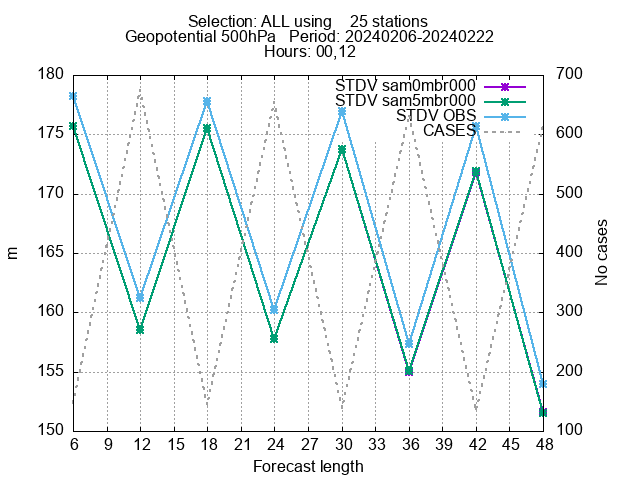 Selection: ALL using    25 stations
Geopotential 500hPa   Period: 20240206-20240222
Hours: 00,12
180
175
170
165
160
155
150
m
STDV sam0mbr000
STDV sam5mbr000
STDV OBS
CASES
700
600
500
400
300
200
100
No cases
6 9 12 15 18 21 24 27 30 33 36 39 42 45 48
Forecast length